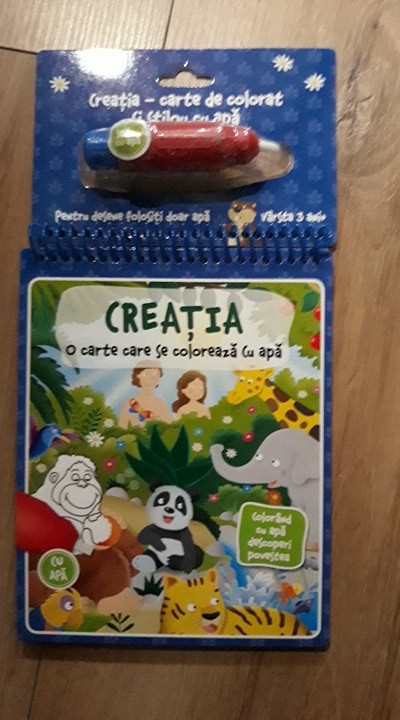 Creația – carte de colorat
și stilou cu apă
Pentru desene folosiți doar apă
Vârsta 3 ani+
CREAȚIA
O carte care se colorează cu apă
Colorând
cu apă
descoperi
povestea
CU
APĂ